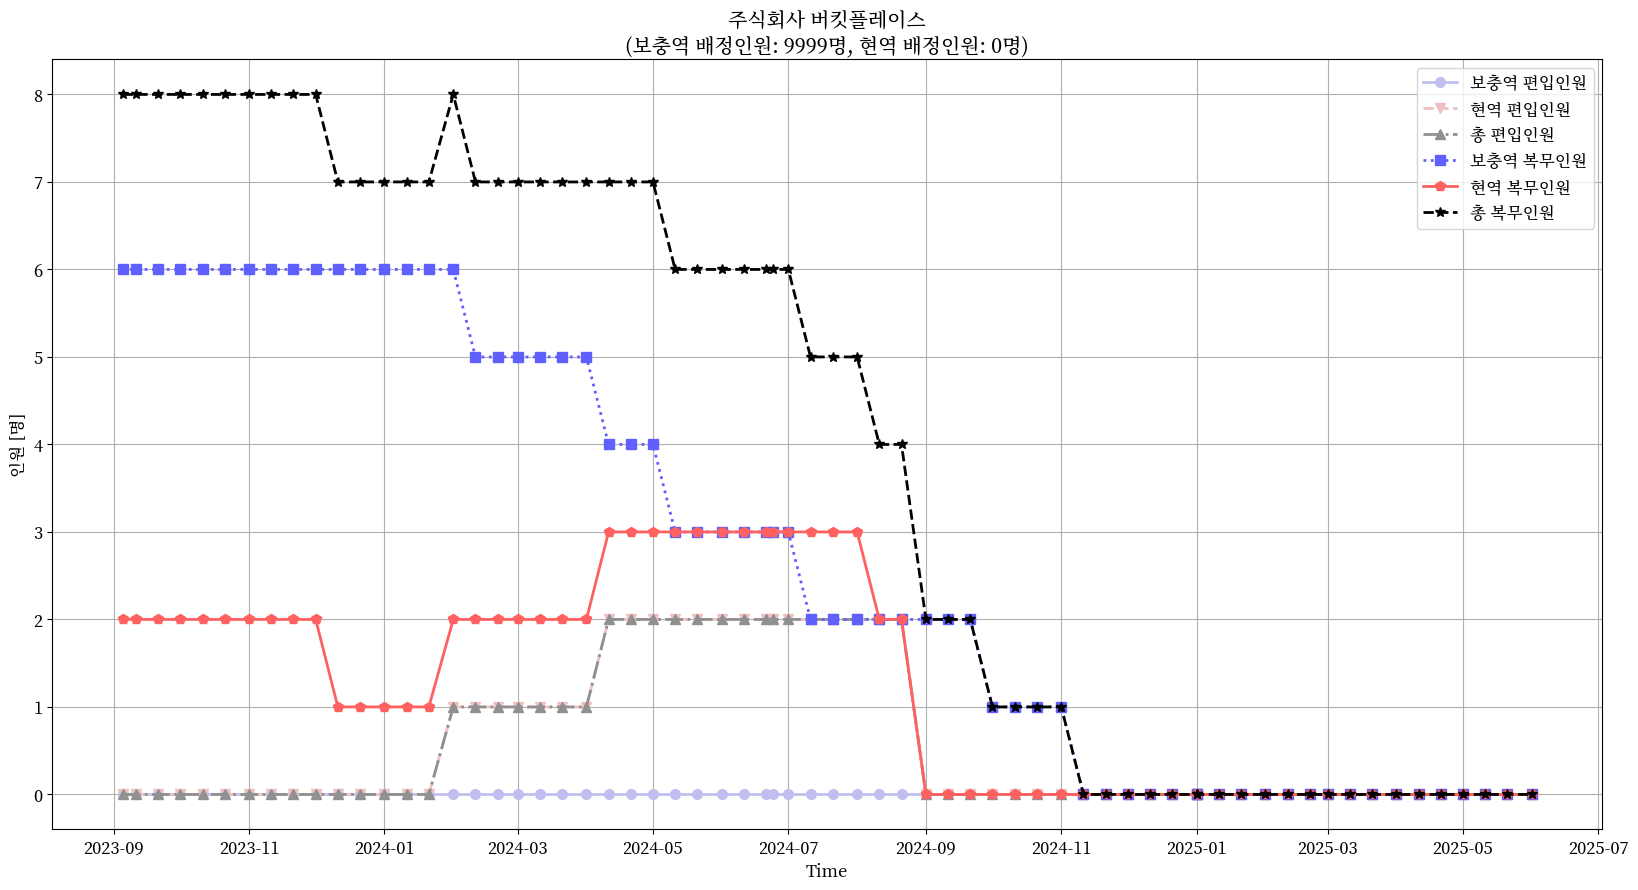 주식회사 버킷플레이스
(보충역 배정인원: 9999명, 현역 배정인원: 0명)
보충역 편입인원
현역 편입인원
총 편입인원
보충역 복무인원
현역 복무인원
총 복무인원
인원 [명]
8
7
6
5
4
3
2
1
0
2023-09 2023-11 2024-01 2024-03 2024-05 2024-07 2024-09 2024-11 2025-01 2025-03 2025-05 2025-07
Time